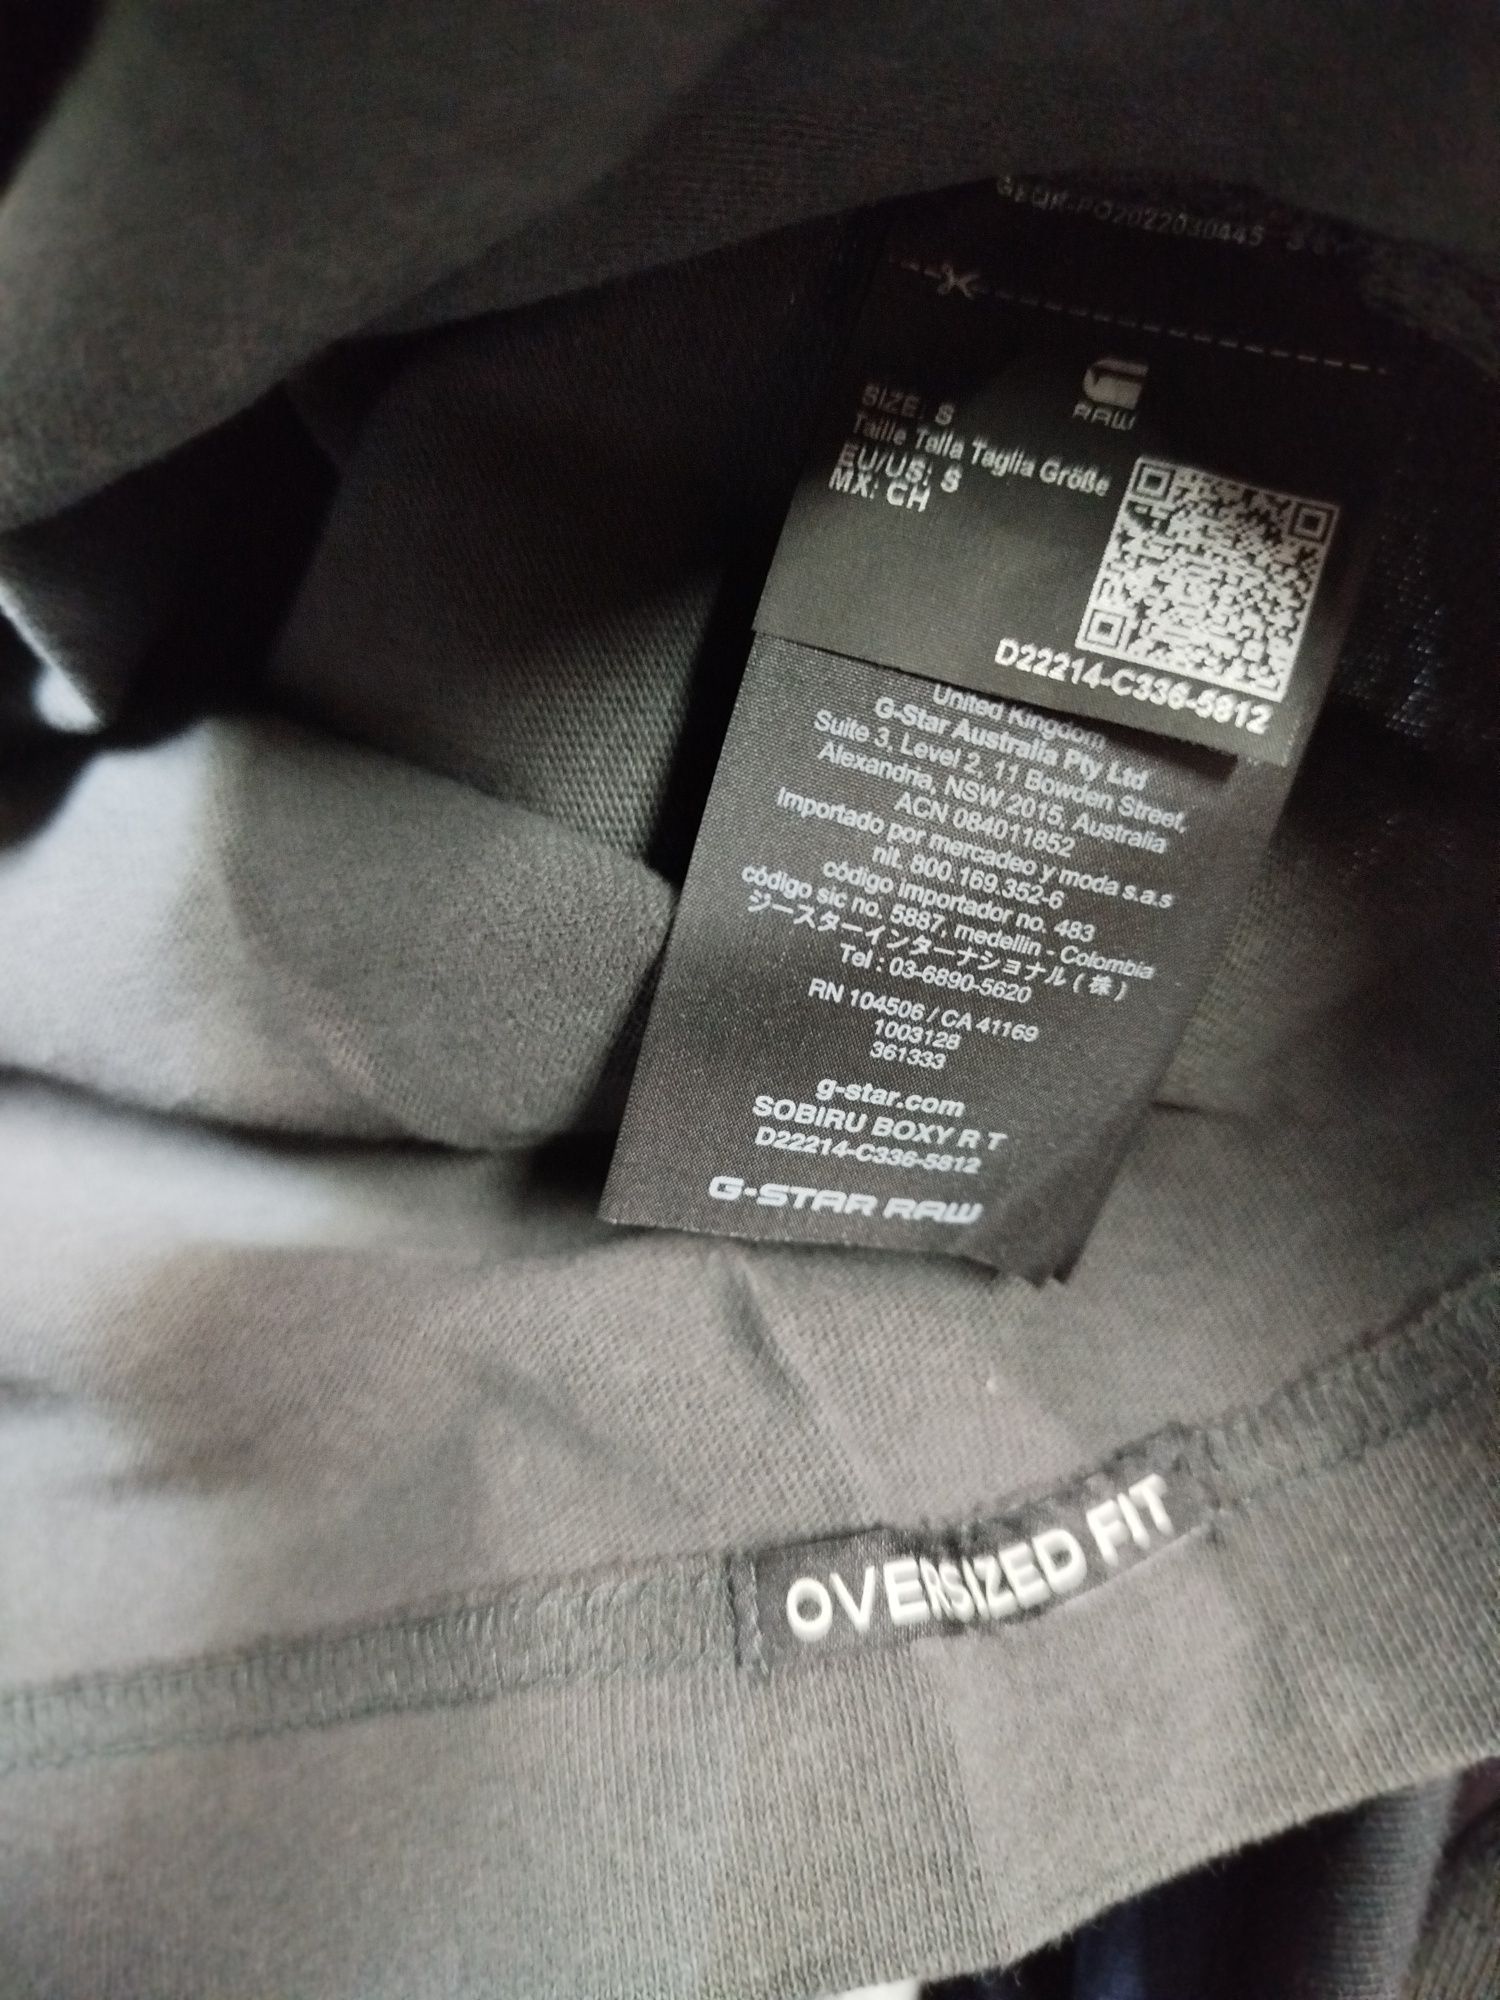 RAW
SIZE: S
Taille Talla Taglia Größe
EU/US: S
MX: CH
D22214-C336-5812
United Kingdom
G-Star Australia Pty Ltd
Suite 3, Level 2, 11 Bowden Street,
Alexandria, NSW 2015, Australia
ACN 084011852
Importado por mercadeo y moda s.a.s
nit. 800.169.352-6
código importador no. 483
código sic no. 5887, medellin - Colombia
ジースターインターナショナル(株)
Tel : 03-6890-5620
RN 104506 / CA 41169
1003128
361333
g-star.com
SOBIRU BOXY R T
D22214-C336-5812
G-STAR RAW
OVERSIZED FIT